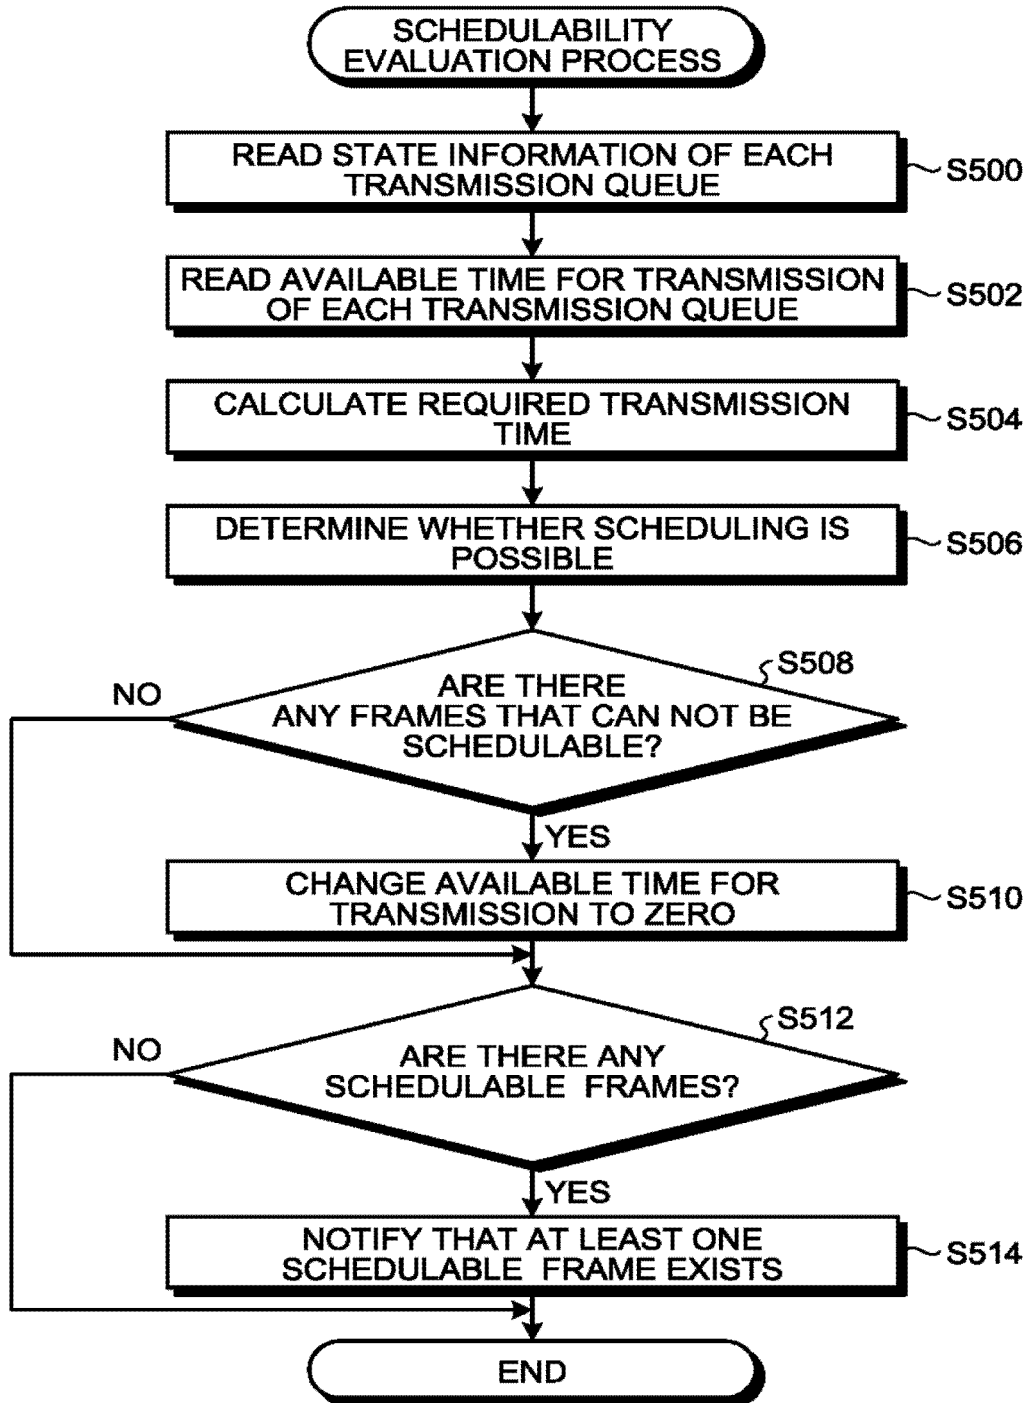 SCHEDULABILITY
EVALUATION PROCESS
READ STATE INFORMATION OF EACH
TRANSMISSION QUEUE
S500
READ AVAILABLE TIME FOR TRANSMISSION
OF EACH TRANSMISSION QUEUE
S502
CALCULATE REQUIRED TRANSMISSION
TIME
S504
DETERMINE WHETHER SCHEDULING IS
POSSIBLE
S506
S508
NO
ARE THERE
ANY FRAMES THAT CAN NOT BE
SCHEDULABLE?
YES
CHANGE AVAILABLE TIME FOR
TRANSMISSION TO ZERO
S510
S512
NO
ARE THERE ANY
SCHEDULABLE FRAMES?
YES
NOTIFY THAT AT LEAST ONE
SCHEDULABLE FRAME EXISTS
S514
END